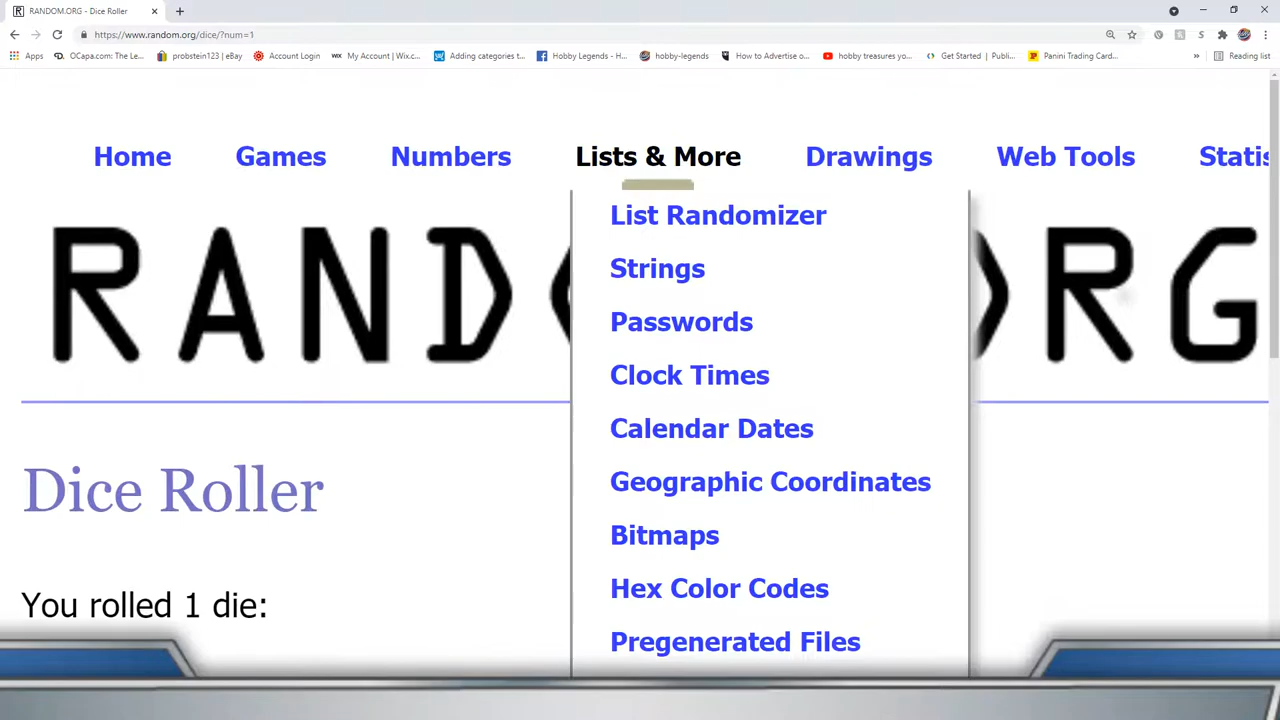 RANDOM.ORG - Dice Roller
https://www.random.org/dice/?num=1
Apps OCapa.com: The Le... probstein123 | eBay Account Login My Account | Wix.c... Adding categories t... Hobby Legends - H... hobby-legends How to Advertise o... hobby treasures yo... Get Started | Publi... Panini Trading Card... » Reading list
Home Games Numbers Lists & More Drawings Web Tools Statis
List Randomizer
RAND RG
Strings
Passwords
Clock Times
Calendar Dates
Geographic Coordinates
Dice Roller
Bitmaps
Hex Color Codes
You rolled 1 die:
Pregenerated Files